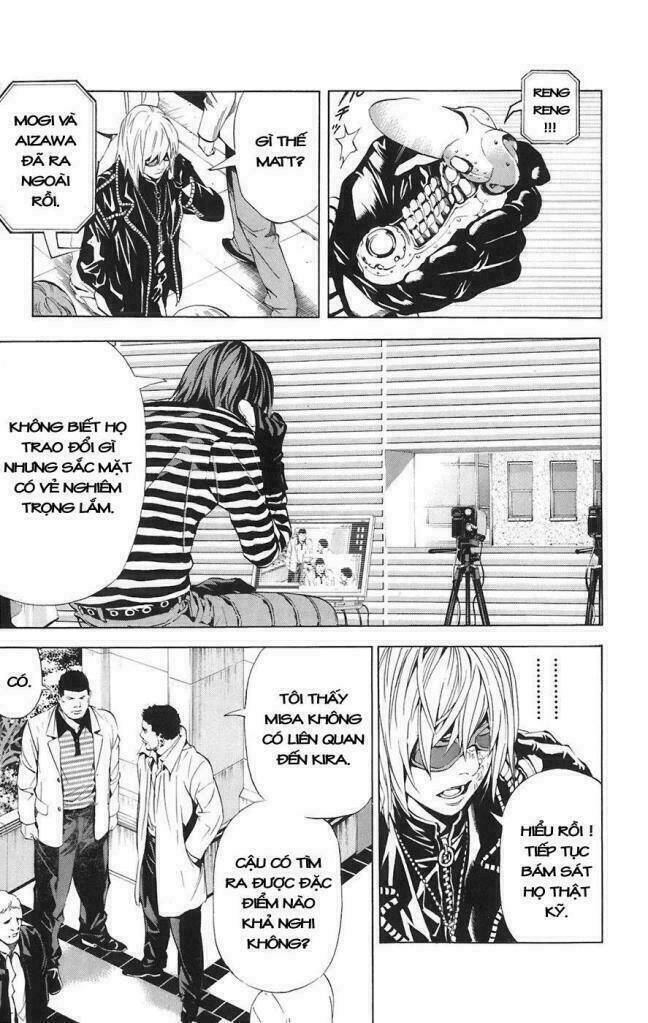 RENG
RENG
!!!
GÌ THẾ
MATT?
MOGI VÀ
AIZAWA
ĐÃ RA
NGOÀI
RỒI.
KHÔNG BIẾT HỌ
TRAO ĐỔI GÌ
NHƯNG SẮC MẶT
CÓ VẺ NGHIÊM
TRỌNG LẮM.
HIỂU RỒI !
TIẾP TỤC
BÁM SÁT
HỌ THẬT
KỸ.
TÔI THẤY
MISA KHÔNG
CÓ LIÊN QUAN
ĐẾN KIRA.
CẬU CÓ TÌM
RA ĐƯỢC ĐẶC
ĐIỂM NÀO
KHẢ NGHI
KHÔNG?
CÓ.